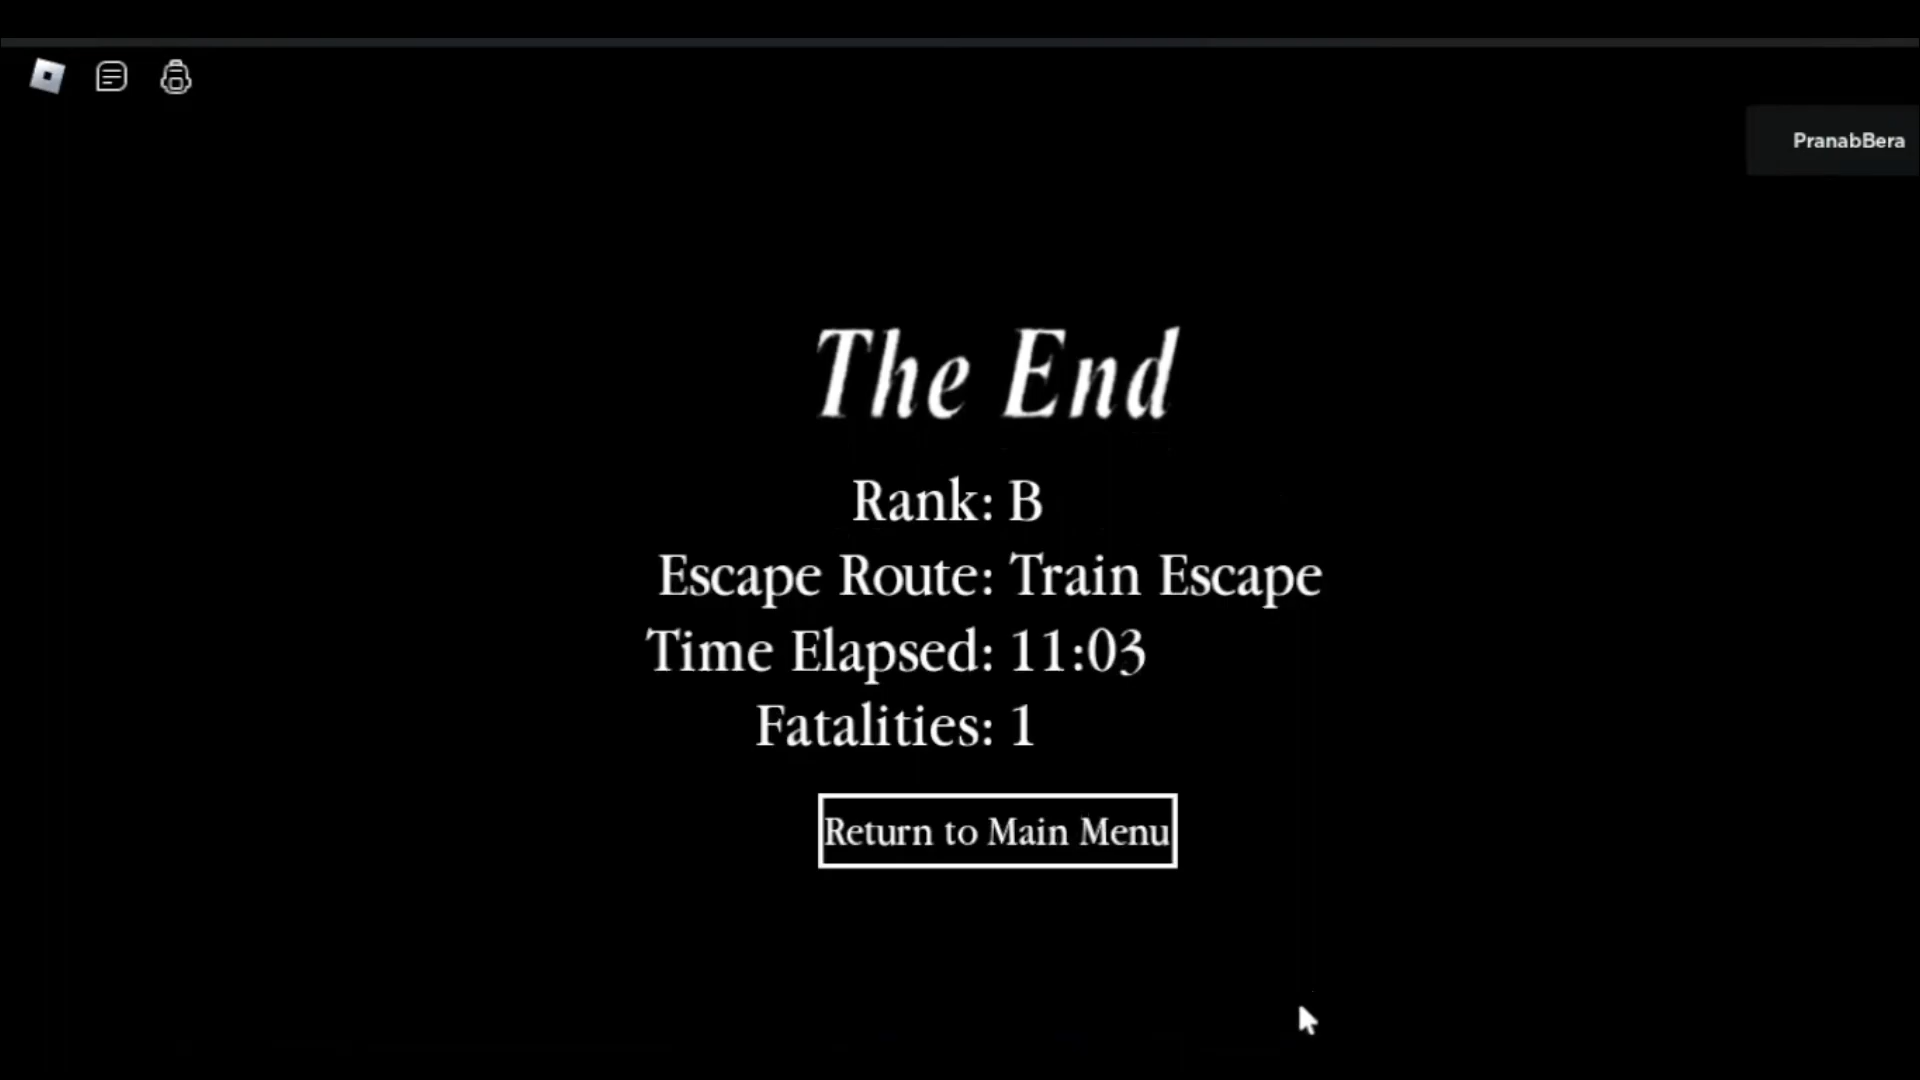 PranabBera
The End
Rank: B
Escape Route: Train Escape
Time Elapsed: 11:03
Fatalities: 1
Return to Main Menu